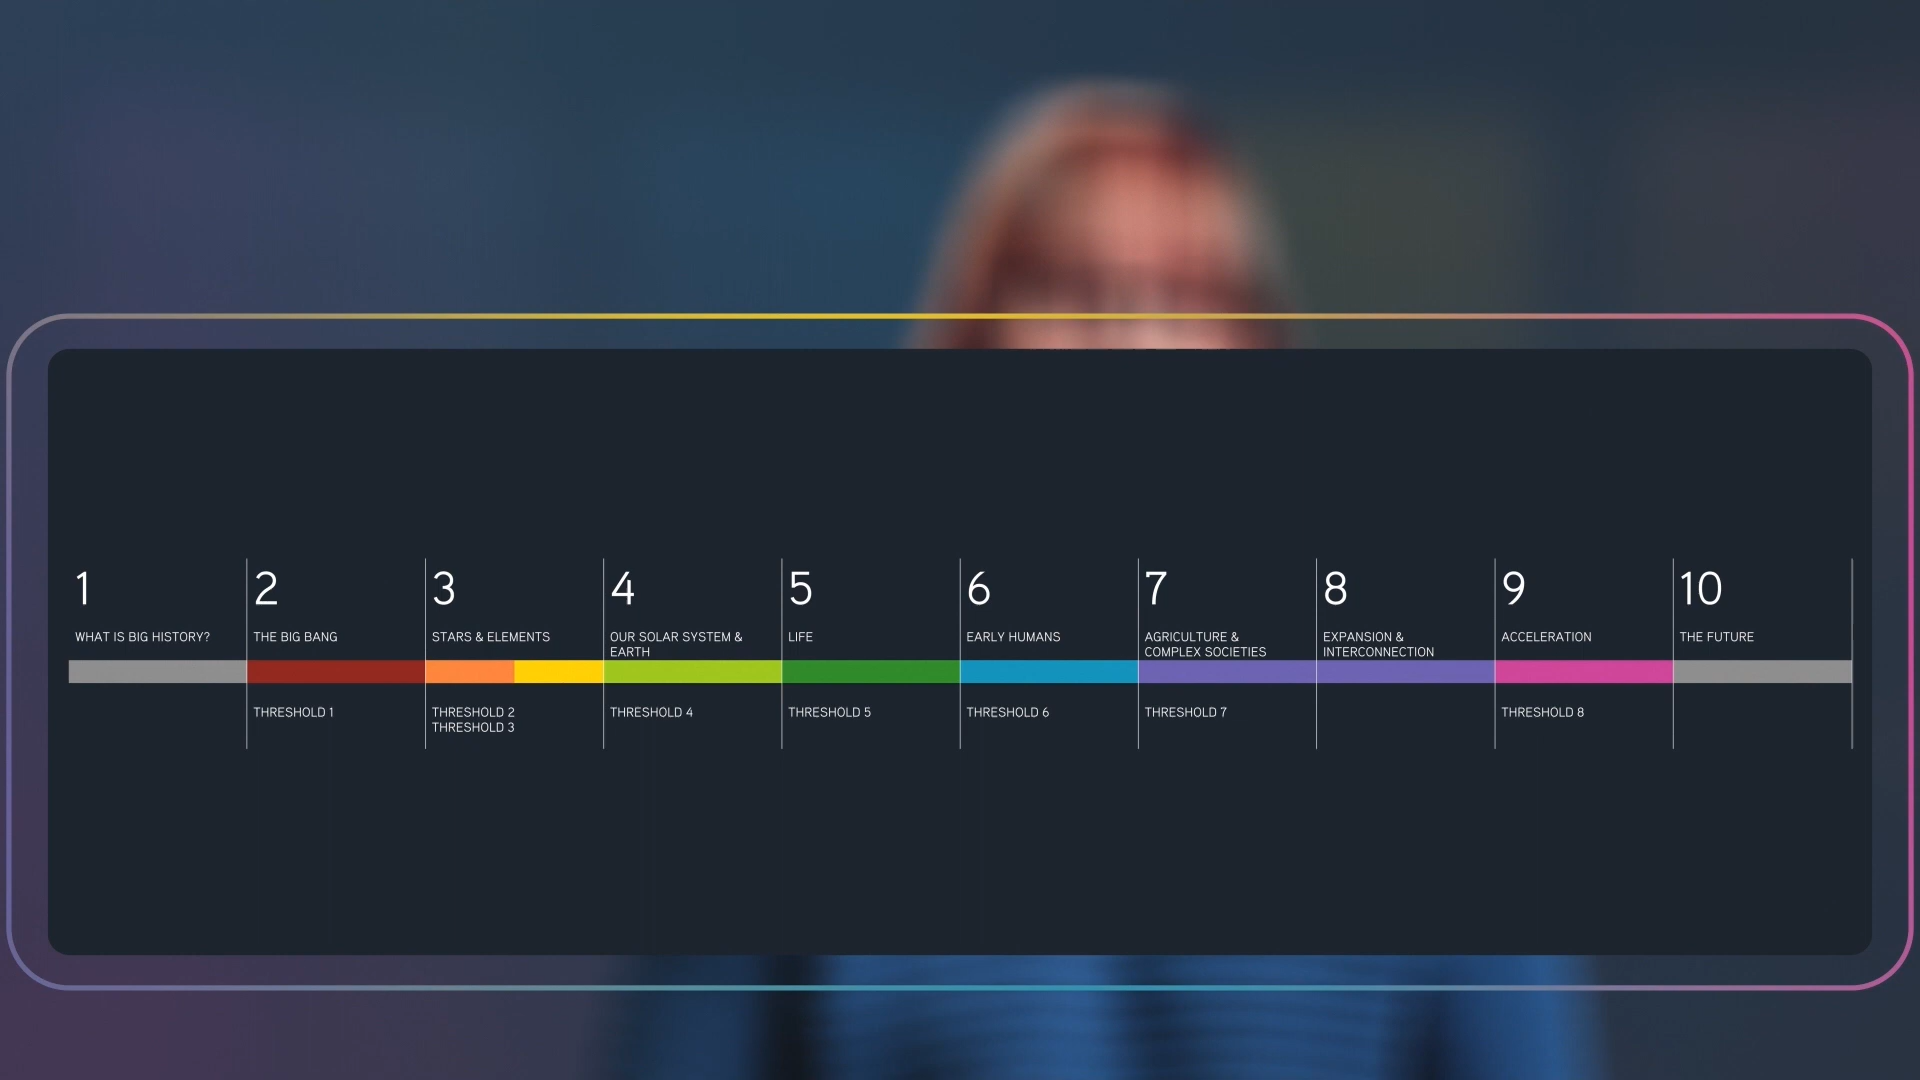 1
WHAT IS BIG HISTORY?
2
THE BIG BANG
THRESHOLD 1
3
STARS & ELEMENTS
THRESHOLD 2
THRESHOLD 3
4
OUR SOLAR SYSTEM &
EARTH
THRESHOLD 4
5
LIFE
THRESHOLD 5
6
EARLY HUMANS
THRESHOLD 6
7
AGRICULTURE &
COMPLEX SOCIETIES
THRESHOLD 7
8
EXPANSION &
INTERCONNECTION
9
ACCELERATION
THRESHOLD 8
10
THE FUTURE